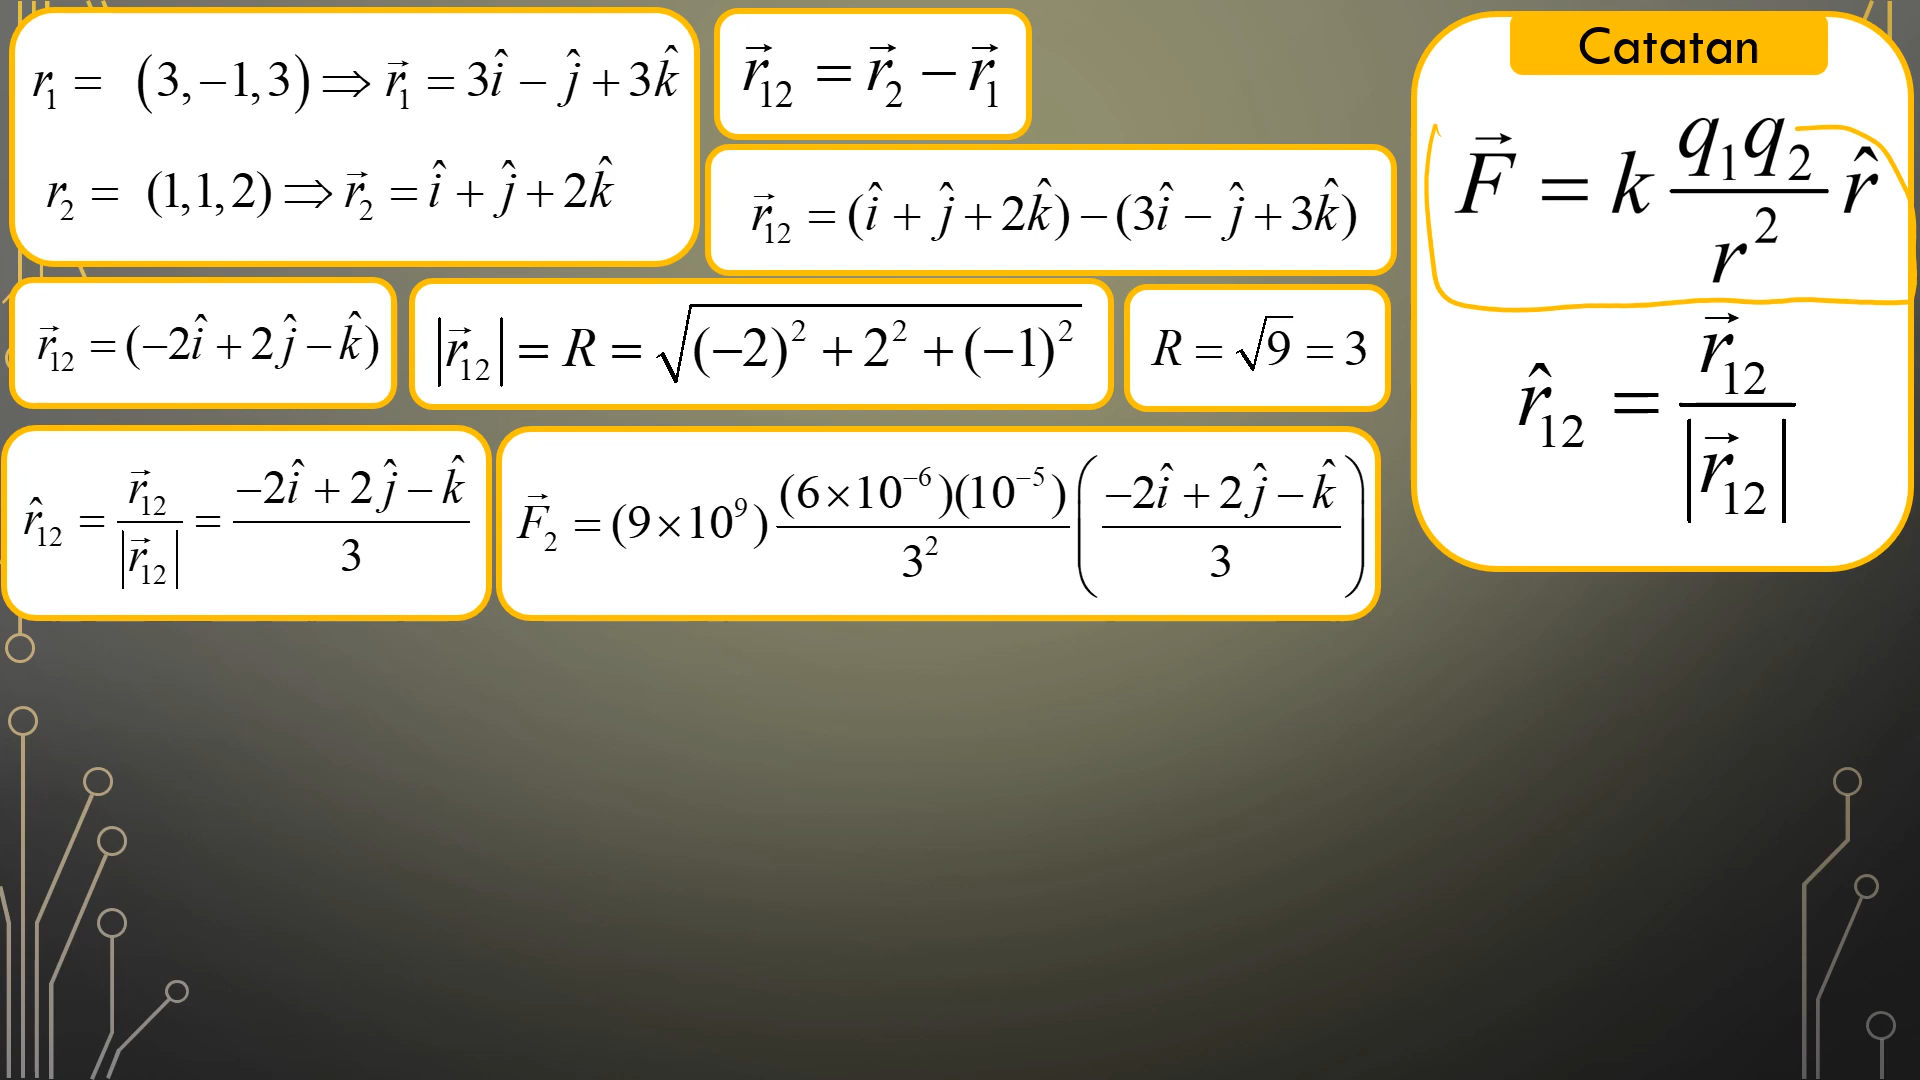 r₁ = (3,−1,3) ⇒ r⃗₁ = 3î − ĵ + 3k̂
r₂ = (1,1,2) ⇒ r⃗₂ = î + ĵ + 2k̂
r⃗₁₂ = r⃗₂ − r⃗₁
r⃗₁₂ = (î + ĵ + 2k̂) − (3î − ĵ + 3k̂)
r⃗₁₂ = (−2î + 2ĵ − k̂)
|r⃗₁₂| = R = √((−2)² + 2² + (−1)²)
R = √9 = 3
r̂₁₂ = r⃗₁₂ / |r⃗₁₂| = (−2î + 2ĵ − k̂) / 3
F⃗₂ = (9×10⁹) (6×10⁻⁶)(10⁻⁵) / 3² ((−2î + 2ĵ − k̂) / 3)
Catatan
F⃗ = k q₁q₂ / r² r̂
r̂₁₂ = r⃗₁₂ / |r⃗₁₂|